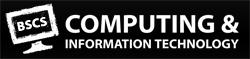 BSCS
COMPUTING &
INFORMATION TECHNOLOGY